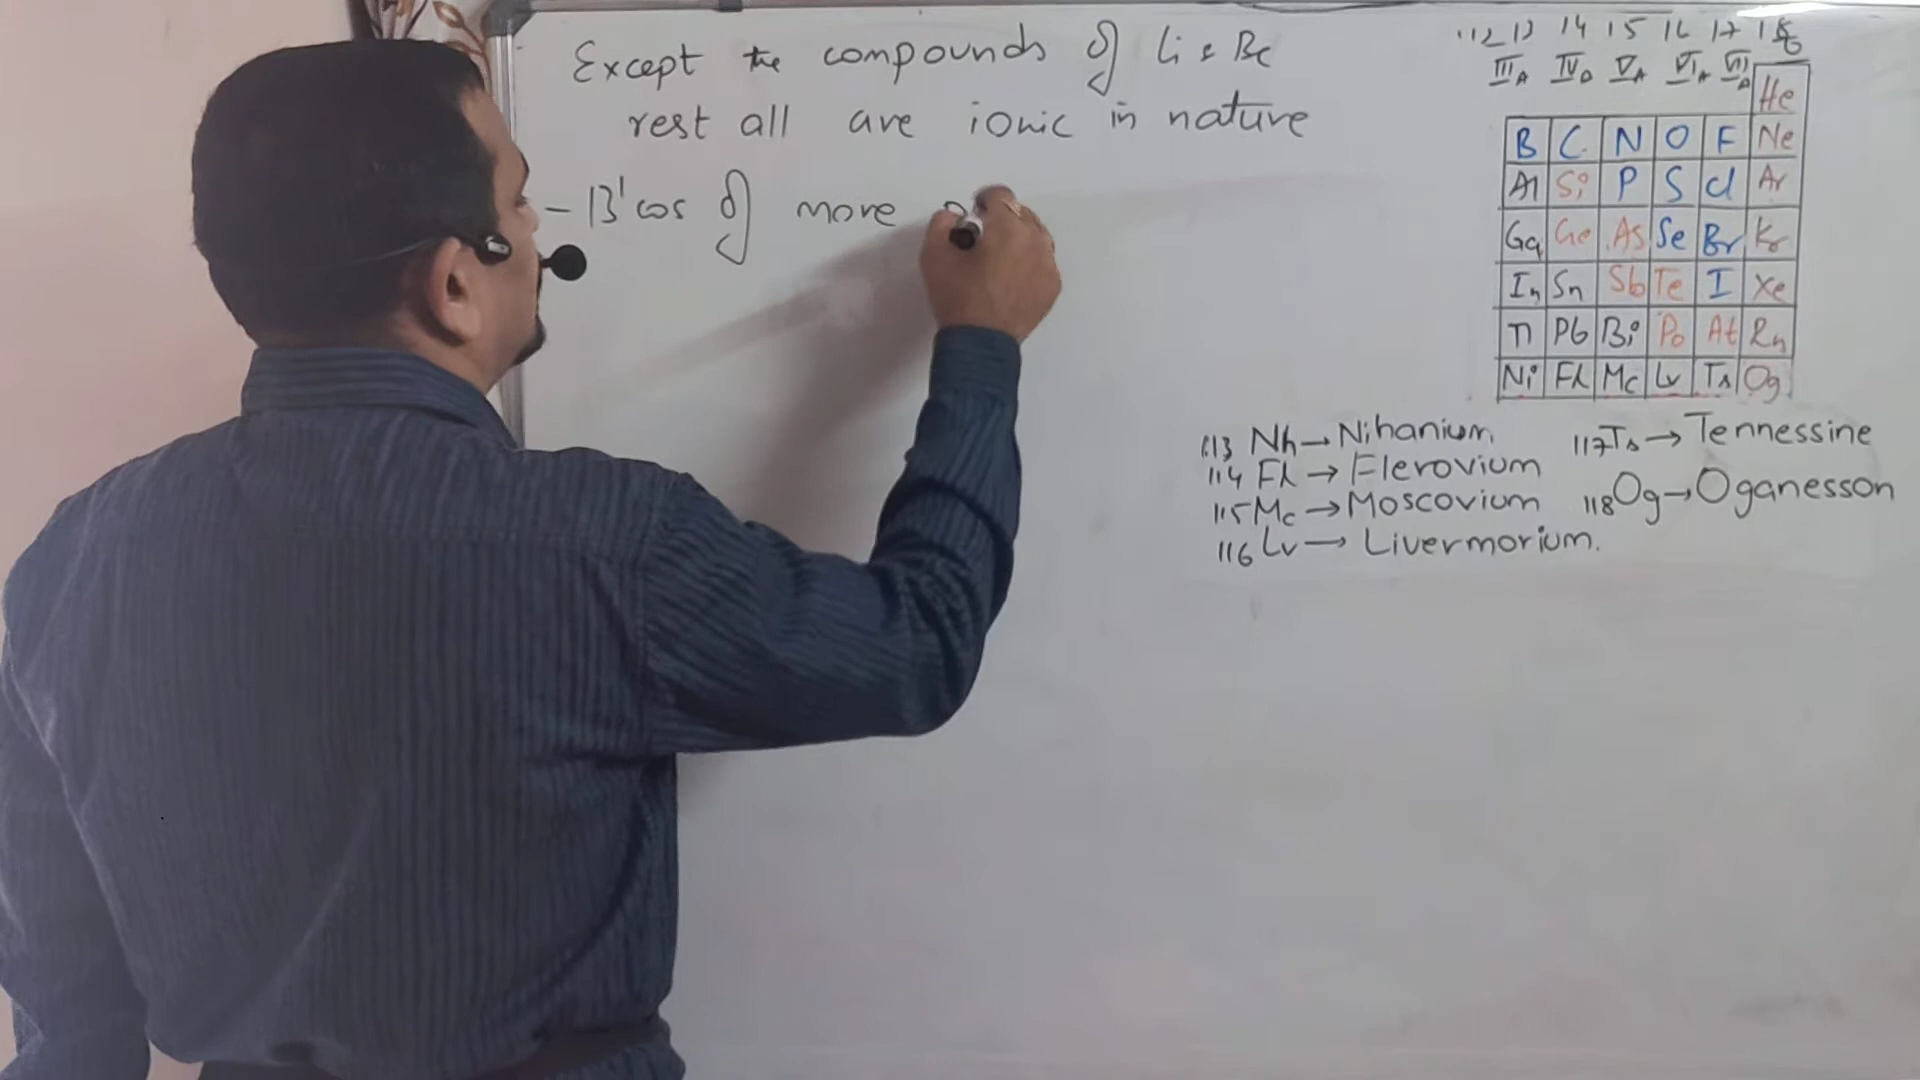 Except the compounds of Li & Be
rest all are ionic in nature
- B'cos of more
112 13 14 15 16 17 18
IIIA IVA VA VIA VIIA
He
B C N O F Ne
Al Si P S Cl Ar
Ga Ge As Se Br Kr
In Sn Sb Te I Xe
Tl Pb Bi Po At Rn
Ni Fl Mc Lv Ts Og
113 Nh → Nihanium
114 Fl → Flerovium
115 Mc → Moscovium
116 Lv → Livermorium.
117 Ts → Tennessine
118 Og → Oganesson